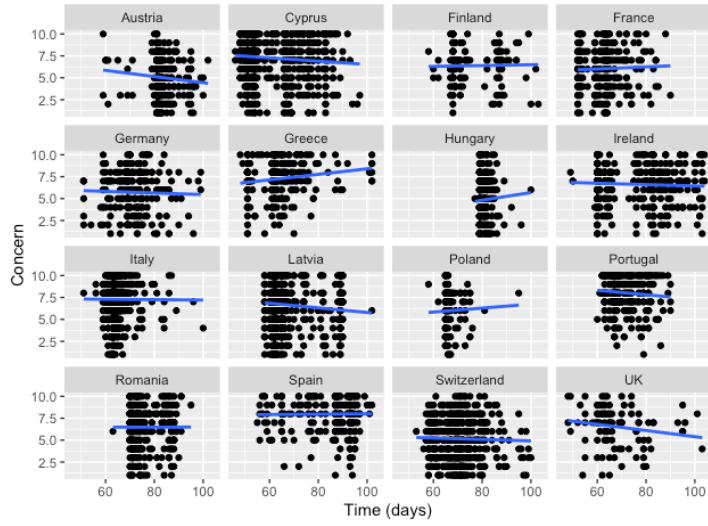 Austria Cyprus Finland France
10.0
7.5
5.0
2.5
Germany Greece Hungary Ireland
10.0
7.5
5.0
2.5
Concern
Italy Latvia Poland Portugal
10.0
7.5
5.0
2.5
Romania Spain Switzerland UK
10.0
7.5
5.0
2.5
60 80 100 60 80 100 60 80 100 60 80 100
Time (days)